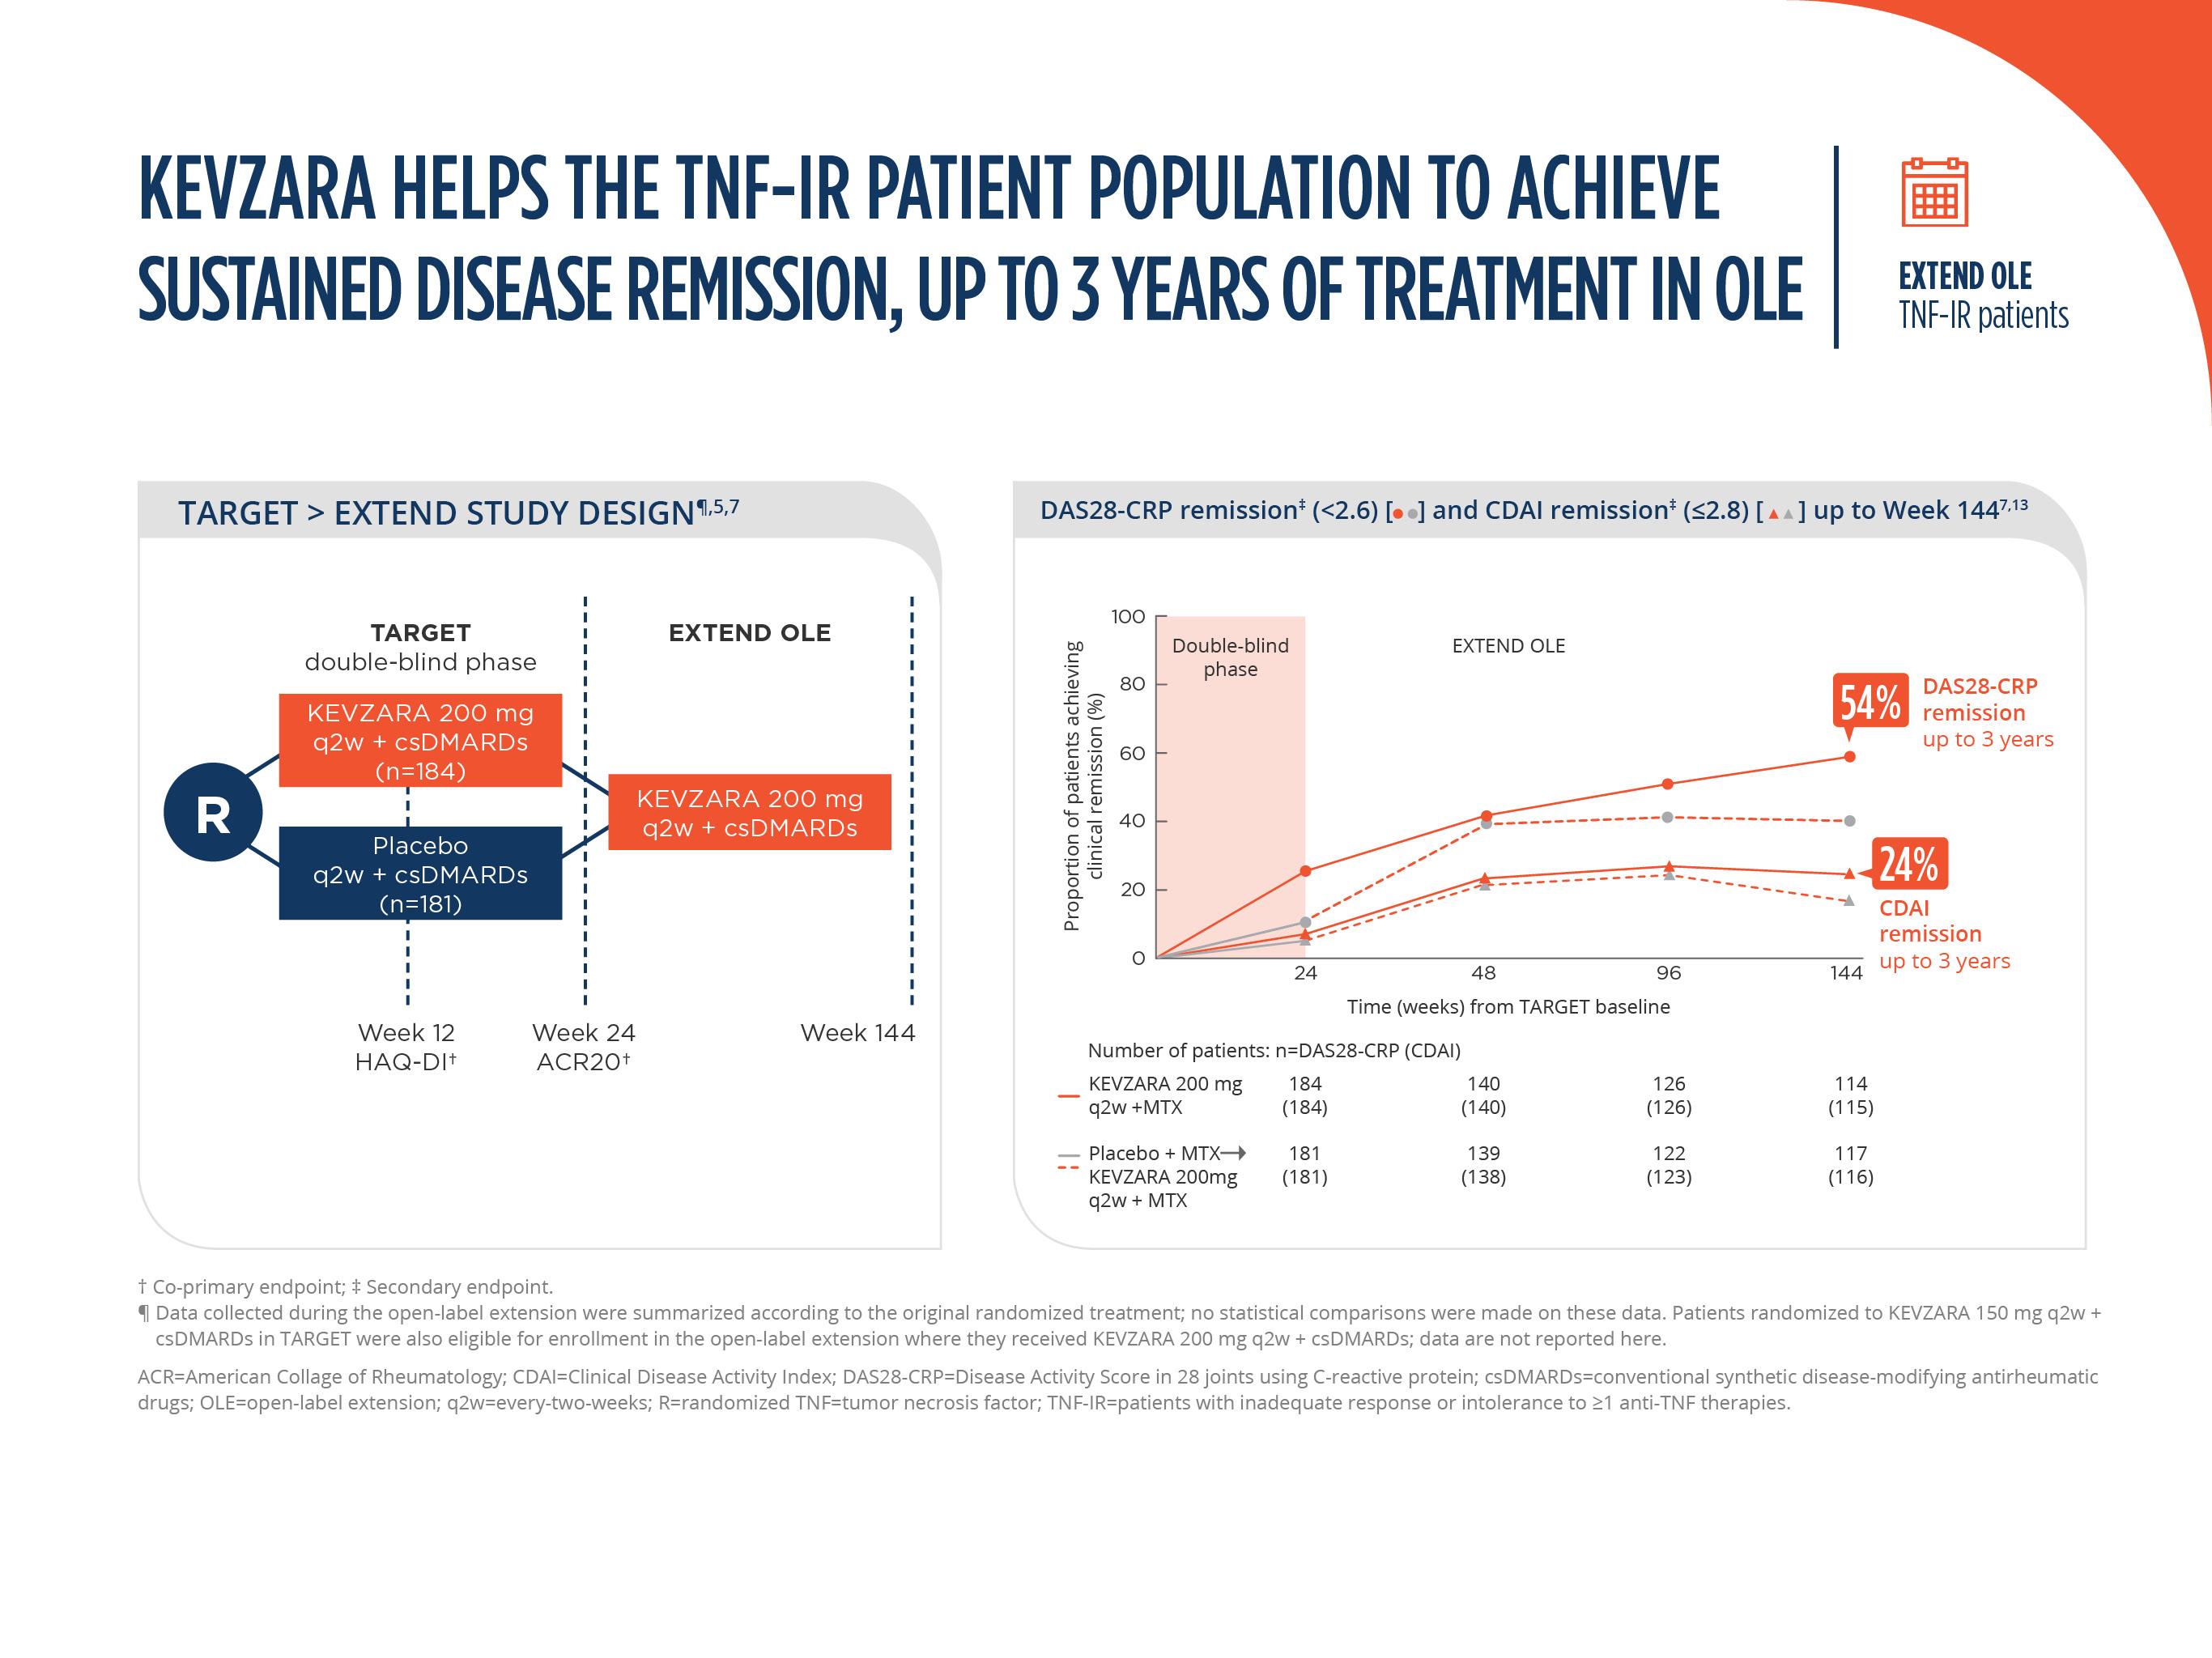 KEVZARA HELPS THE TNF-IR PATIENT POPULATION TO ACHIEVE
SUSTAINED DISEASE REMISSION, UP TO 3 YEARS OF TREATMENT IN OLE
EXTEND OLE
TNF-IR patients
TARGET > EXTEND STUDY DESIGN¶,5,7
TARGET
double-blind phase
EXTEND OLE
R
KEVZARA 200 mg
q2w + csDMARDs
(n=184)
Placebo
q2w + csDMARDs
(n=181)
KEVZARA 200 mg
q2w + csDMARDs
Week 12
HAQ-DI†
Week 24
ACR20†
Week 144
DAS28-CRP remission‡ (<2.6) [●●] and CDAI remission‡ (≤2.8) [▲▲] up to Week 1447,13
Proportion of patients achieving
clinical remission (%)
100
80
60
40
20
0
Double-blind
phase
EXTEND OLE
54%
DAS28-CRP
remission
up to 3 years
24%
CDAI
remission
up to 3 years
24 48 96 144
Time (weeks) from TARGET baseline
Number of patients: n=DAS28-CRP (CDAI)
KEVZARA 200 mg 184 140 126 114
q2w +MTX (184) (140) (126) (115)
Placebo + MTX→ 181 139 122 117
KEVZARA 200mg (181) (138) (123) (116)
q2w + MTX
† Co-primary endpoint; ‡ Secondary endpoint.
¶ Data collected during the open-label extension were summarized according to the original randomized treatment; no statistical comparisons were made on these data. Patients randomized to KEVZARA 150 mg q2w +
csDMARDs in TARGET were also eligible for enrollment in the open-label extension where they received KEVZARA 200 mg q2w + csDMARDs; data are not reported here.
ACR=American Collage of Rheumatology; CDAI=Clinical Disease Activity Index; DAS28-CRP=Disease Activity Score in 28 joints using C-reactive protein; csDMARDs=conventional synthetic disease-modifying antirheumatic
drugs; OLE=open-label extension; q2w=every-two-weeks; R=randomized TNF=tumor necrosis factor; TNF-IR=patients with inadequate response or intolerance to ≥1 anti-TNF therapies.